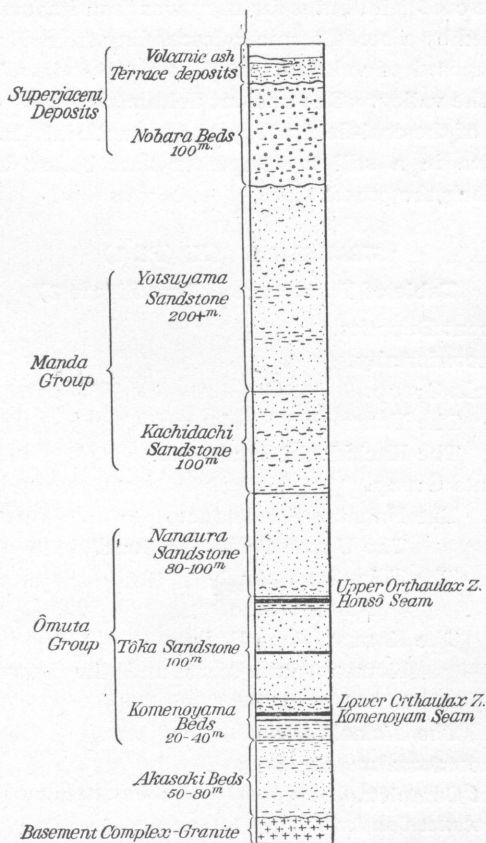 Volcanic ash
Terrace deposits
Superjacent
Deposits
Nobara Beds
100m.
Yotsuyama
Sandstone
200+m.
Manda
Group
Kachidachi
Sandstone
100m
Nanaura
Sandstone
80-100m
Upper Orthaulax Z.
Honsô Seam
Ômuta
Group
Tôka Sandstone
100m
Lower Orthaulax Z.
Komenoyam Seam
Komenoyama
Beds
20-40m
Akasaki Beds
50-80m
Basement Complex-Granite